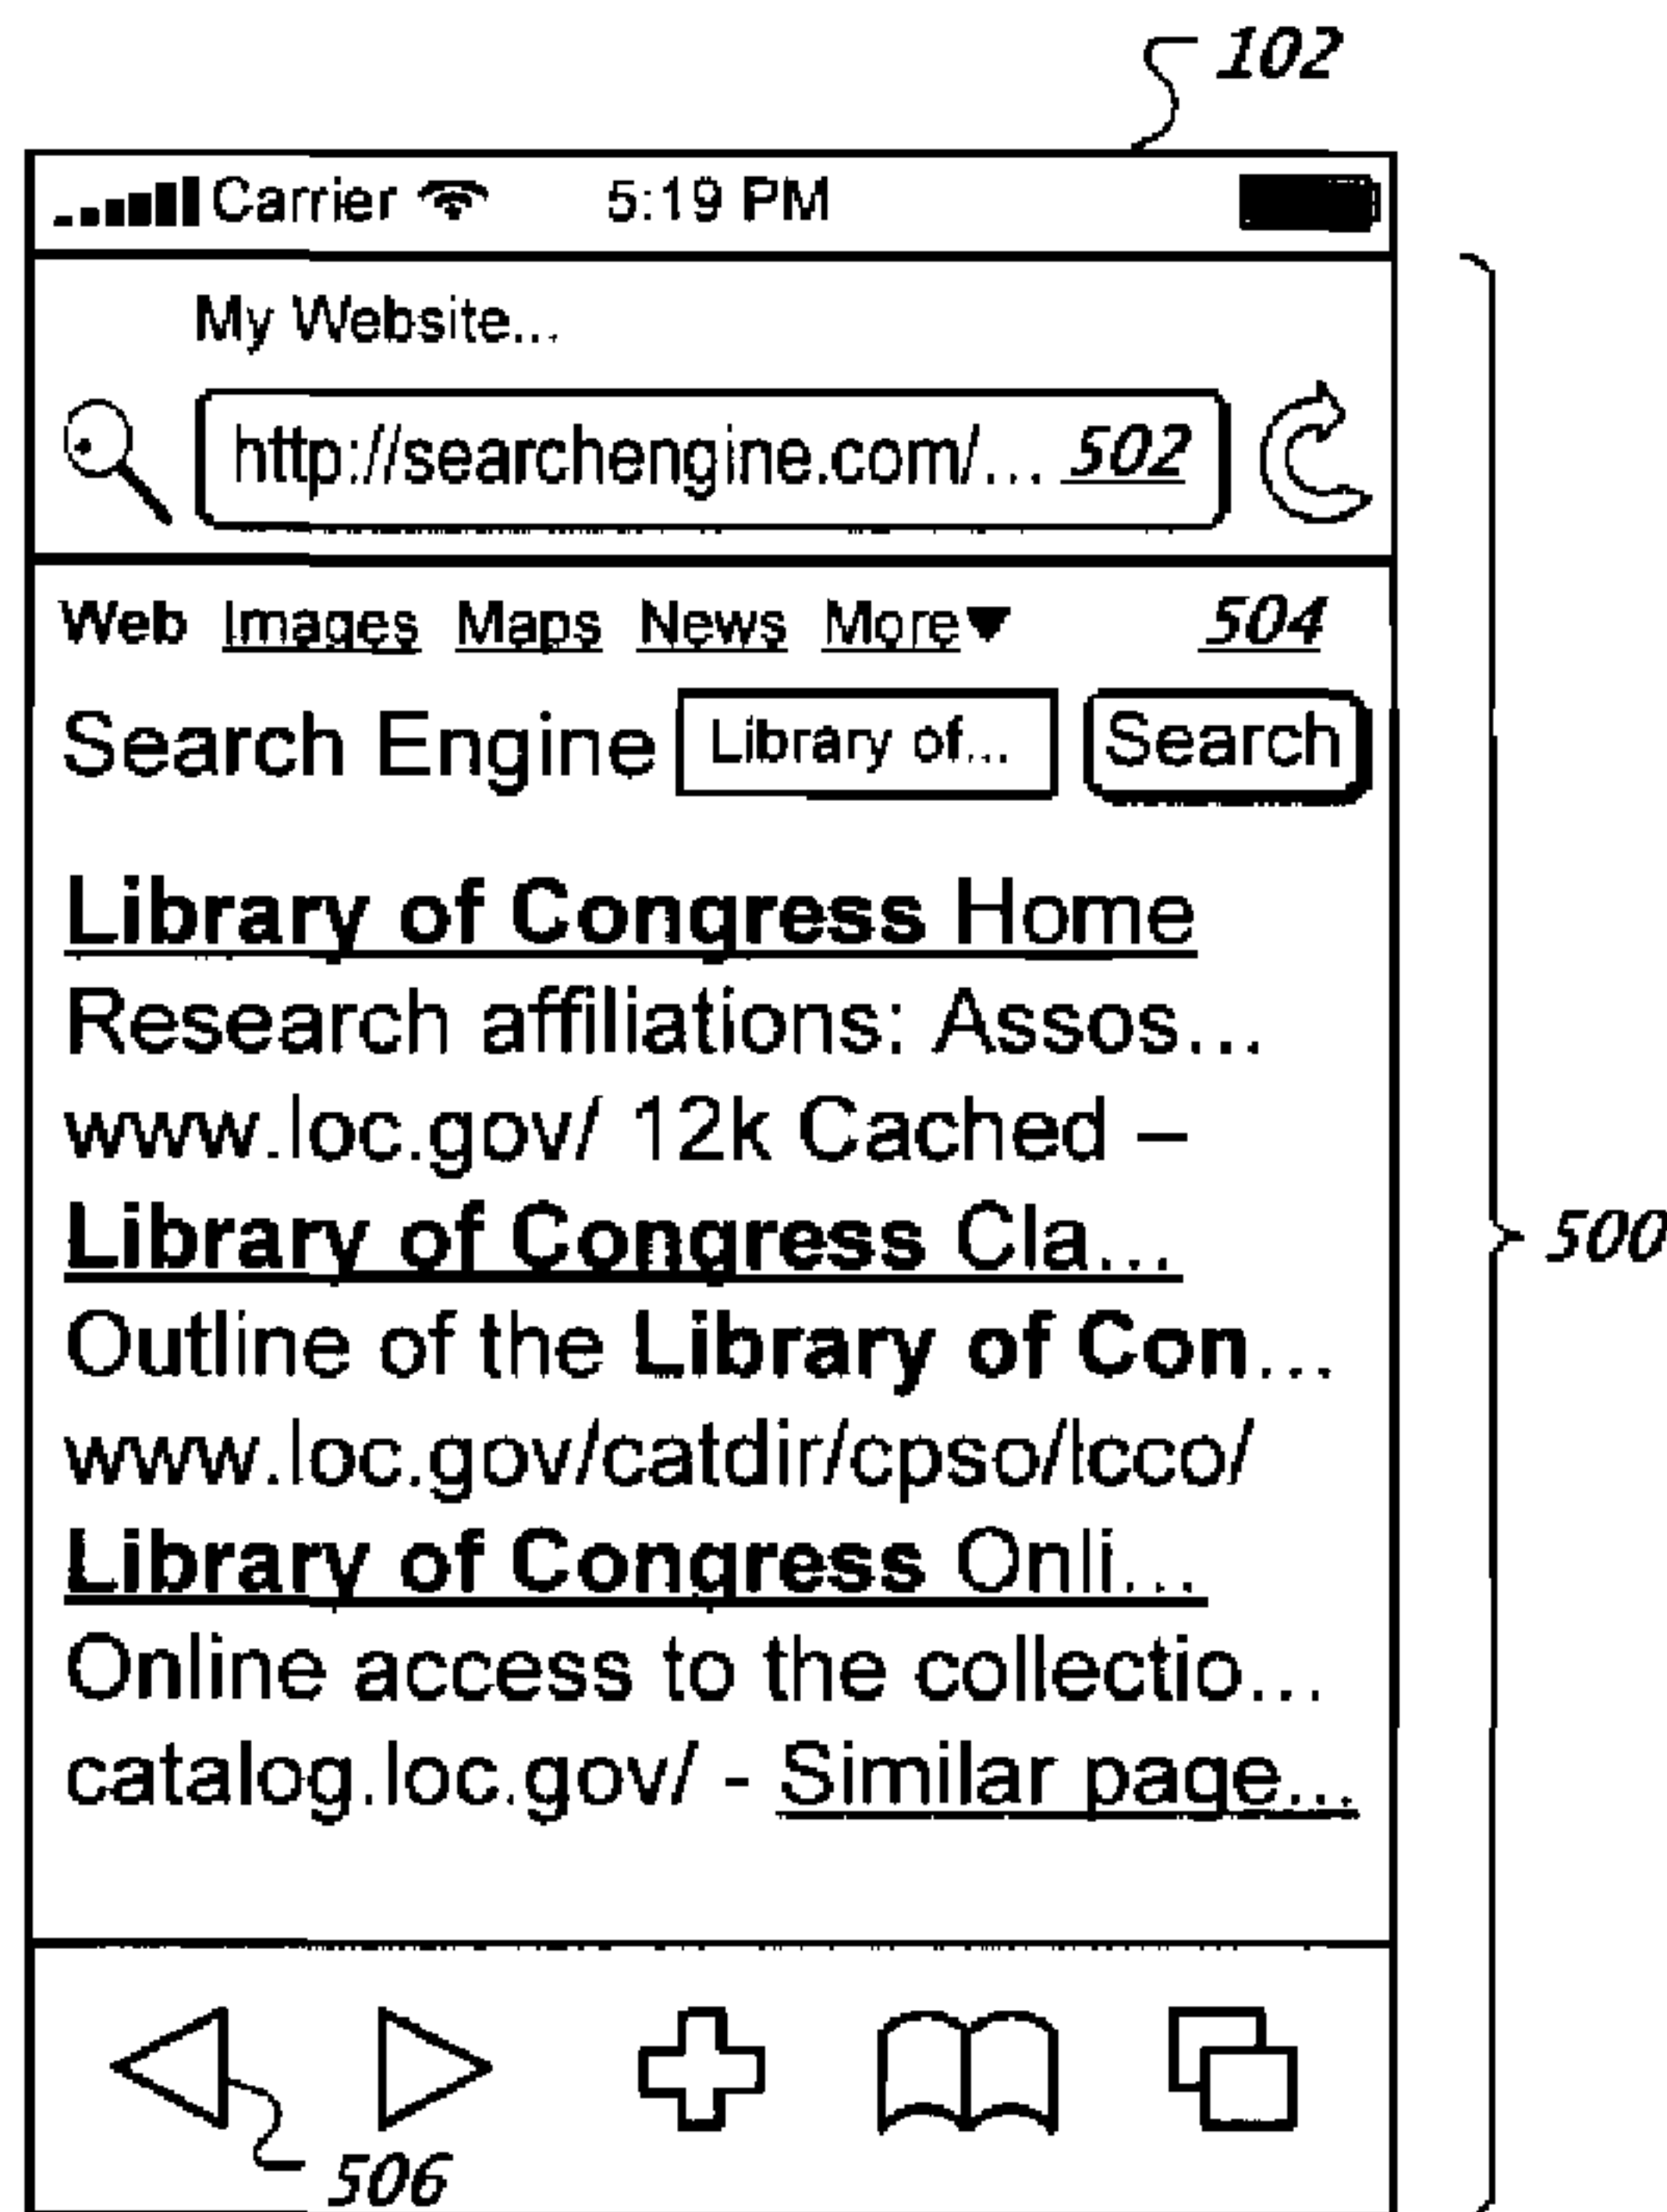 102
Carrier 5:19 PM
My Website...
http://searchengine.com/... 502
Web Images Maps News More 504
Search Engine Library of... Search
Library of Congress Home
Research affiliations: Assos...
www.loc.gov/ 12k Cached –
Library of Congress Cla...
500
Outline of the Library of Con...
www.loc.gov/catdir/cpso/lcco/
Library of Congress Onli...
Online access to the collectio...
catalog.loc.gov/ - Similar page...
506